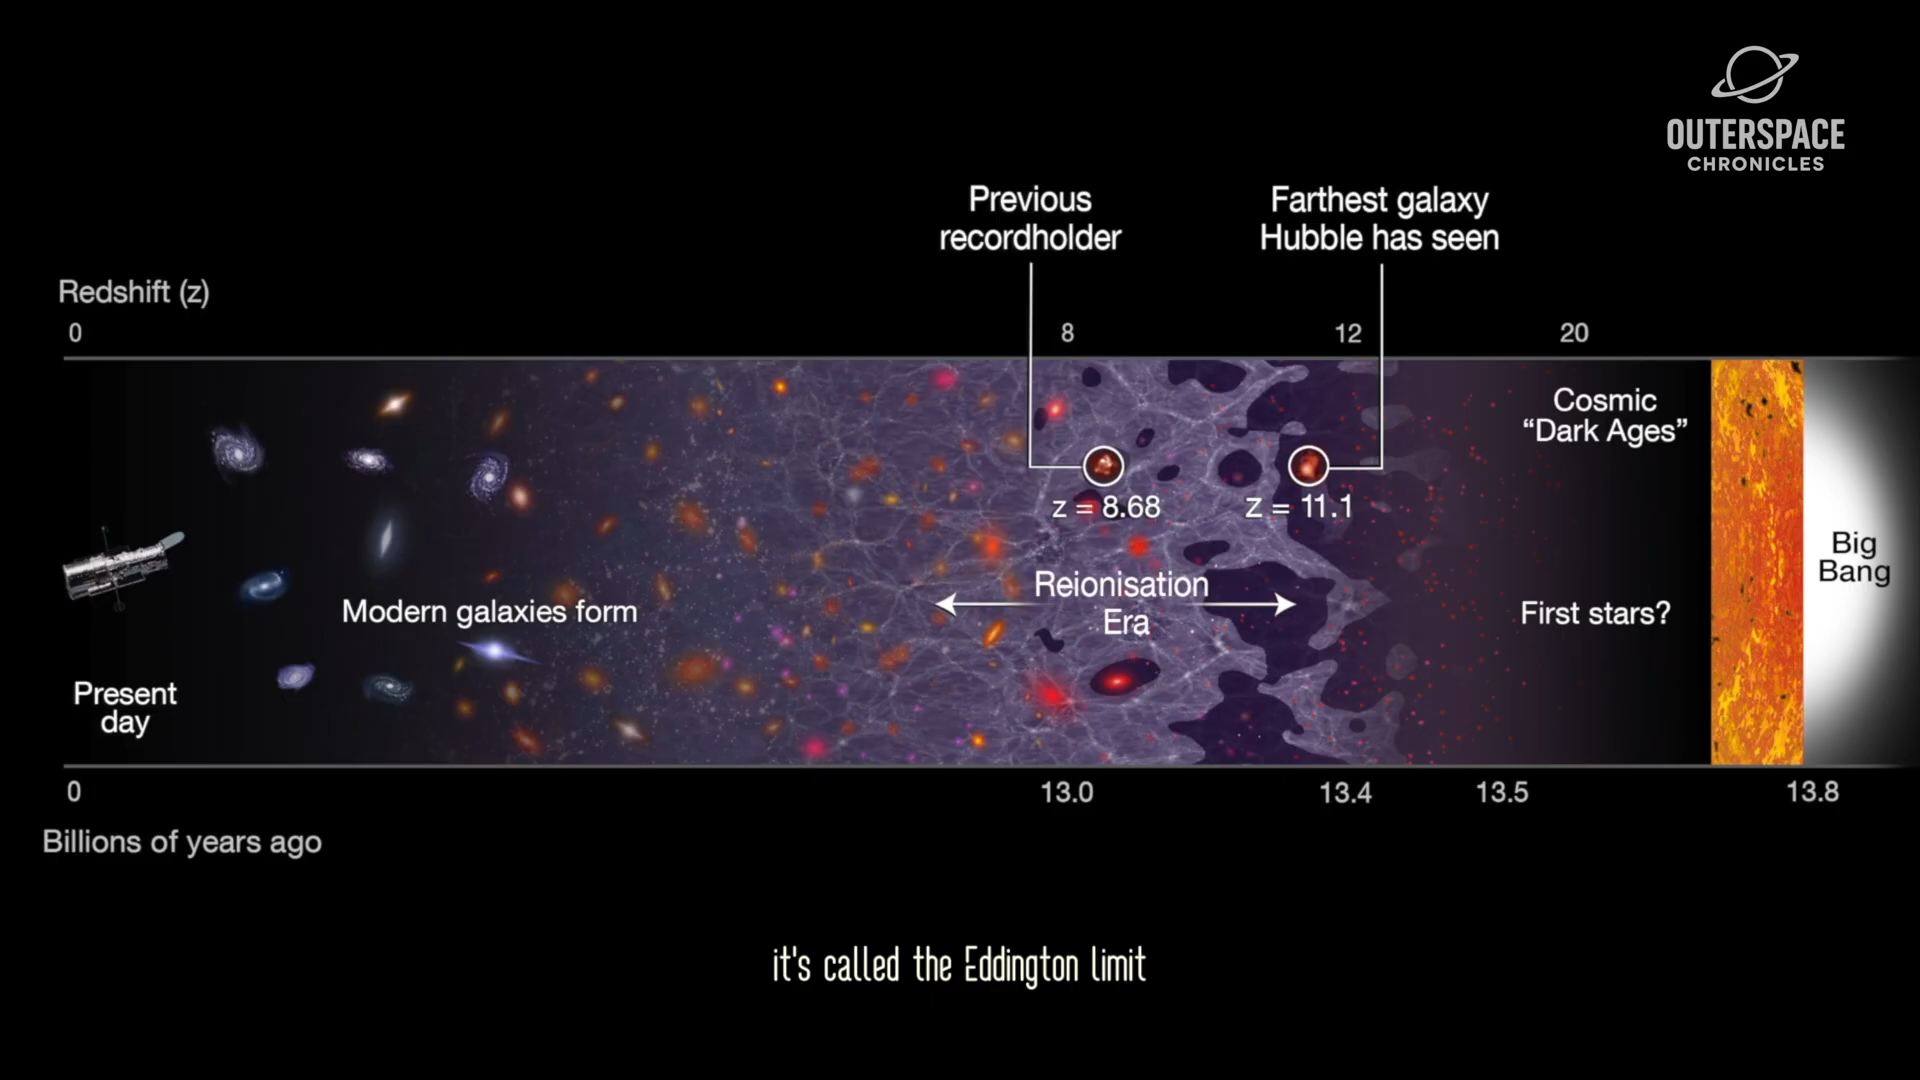 OUTERSPACE
CHRONICLES
Previous
recordholder
Farthest galaxy
Hubble has seen
Redshift (z)
0
8
12
20
Cosmic
“Dark Ages”
z = 8.68
z = 11.1
Big
Bang
Reionisation
Era
Modern galaxies form
First stars?
Present
day
0
13.0
13.4
13.5
13.8
Billions of years ago
it's called the Eddington limit